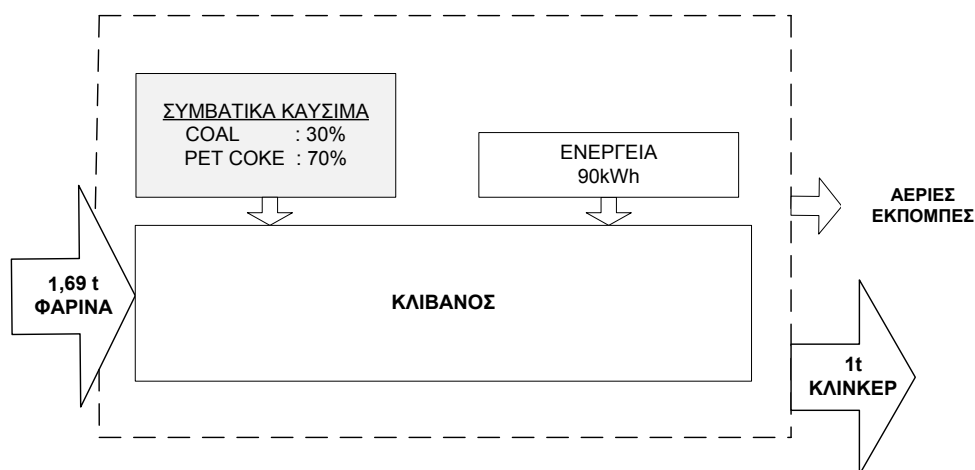 ΣΥΜΒΑΤΙΚΑ ΚΑΥΣΙΜΑ
COAL : 30%
PET COKE : 70%
ΕΝΕΡΓΕΙΑ
90kWh
ΑΕΡΙΕΣ
ΕΚΠΟΜΠΕΣ
1,69 t
ΦΑΡΙΝΑ
ΚΛΙΒΑΝΟΣ
1t
ΚΛΙΝΚΕΡ